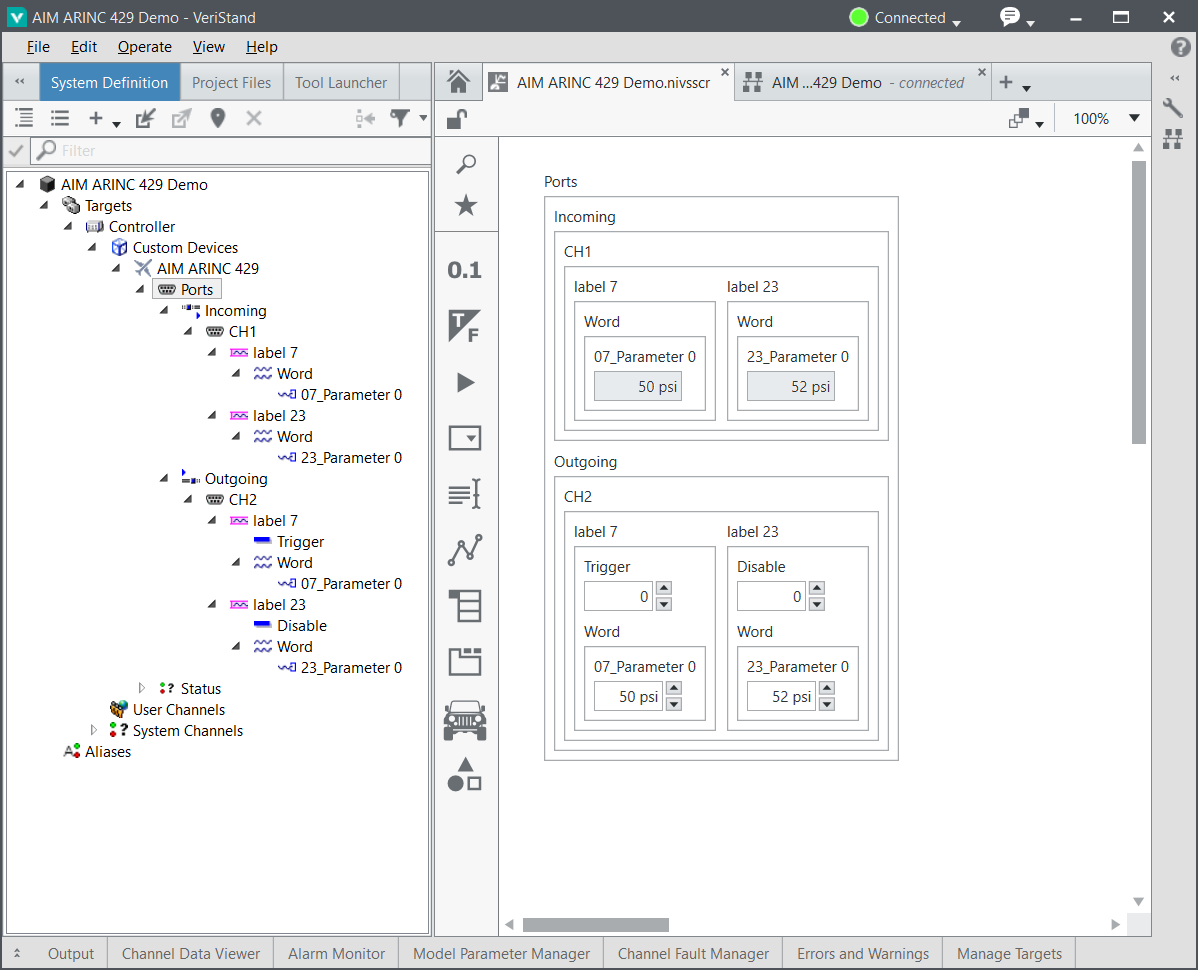 AIM ARINC 429 Demo - VeriStand
Connected
File Edit Operate View Help
System Definition Project Files Tool Launcher
AIM ARINC 429 Demo.nivsscr
AIM ...429 Demo - connected
100%
Filter
AIM ARINC 429 Demo
Targets
Controller
Custom Devices
AIM ARINC 429
Ports
Incoming
CH1
label 7
Word
07_Parameter 0
label 23
Word
23_Parameter 0
Outgoing
CH2
label 7
Trigger
Word
07_Parameter 0
label 23
Disable
Word
23_Parameter 0
Status
User Channels
System Channels
Aliases
0.1
T
F
Ports
Incoming
CH1
label 7 label 23
Word Word
07_Parameter 0 23_Parameter 0
50 psi 52 psi
Outgoing
CH2
label 7 label 23
Trigger Disable
0 0
Word Word
07_Parameter 0 23_Parameter 0
50 psi 52 psi
Output Channel Data Viewer Alarm Monitor Model Parameter Manager Channel Fault Manager Errors and Warnings Manage Targets